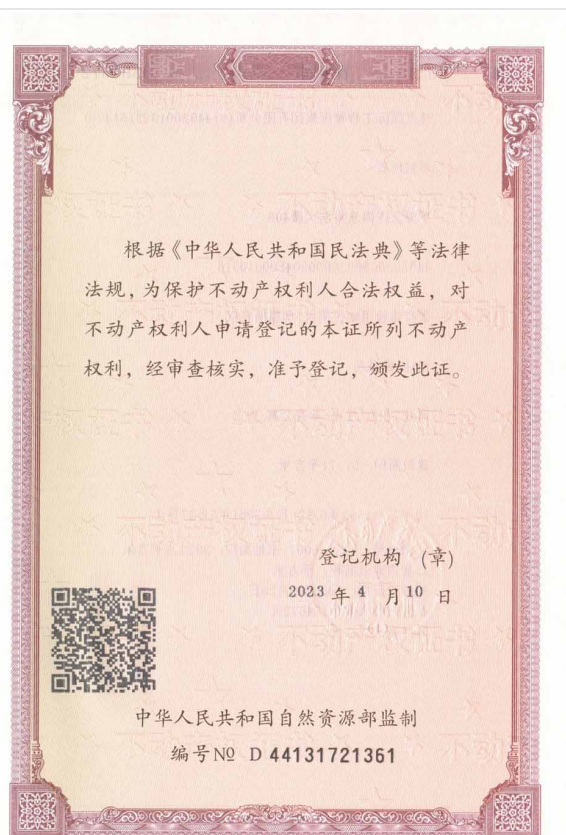 根据《中华人民共和国民法典》等法律
法规，为保护不动产权利人合法权益，对
不动产权利人申请登记的本证所列不动产
权利，经审查核实，准予登记，颁发此证。
登记机构 (章)
2023 年 4 月 10 日
中华人民共和国自然资源部监制
编号№ D 44131721361